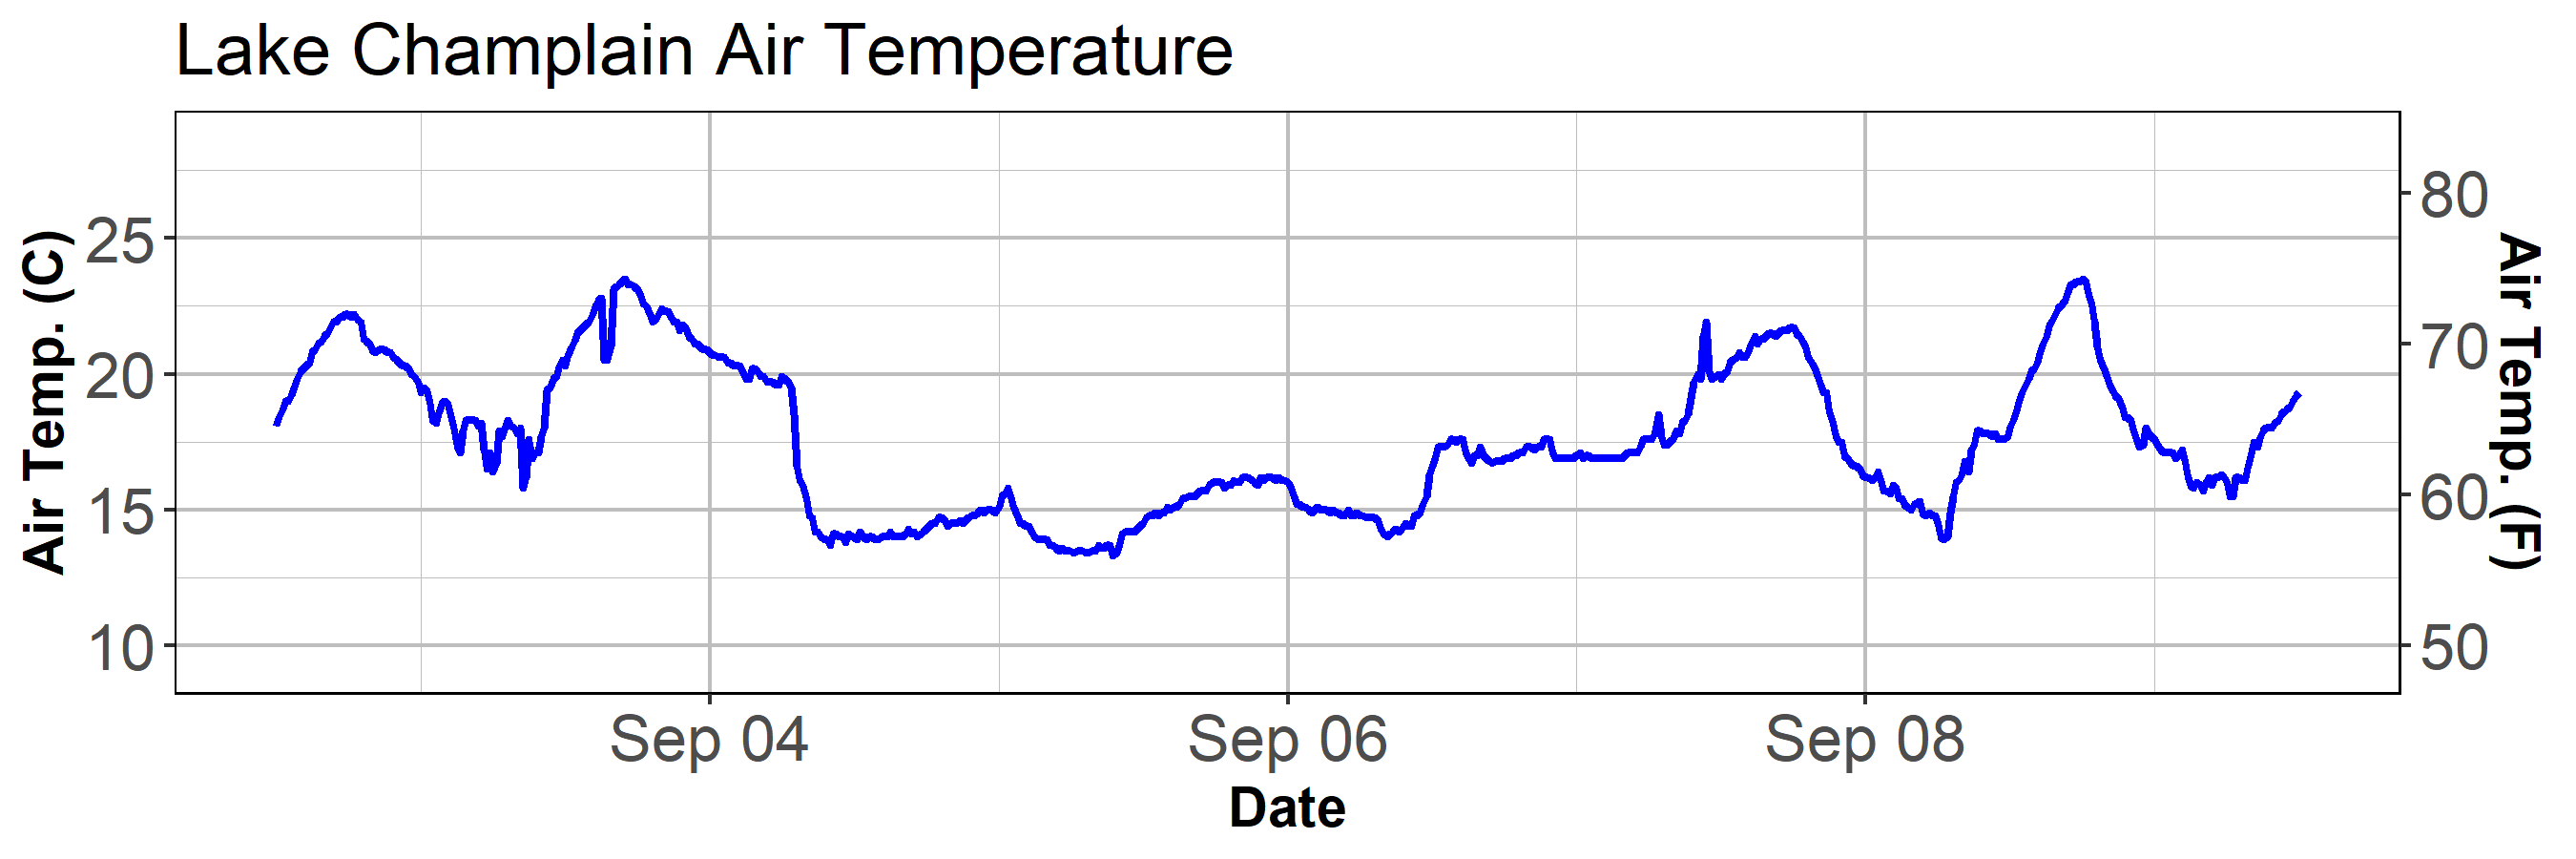 Lake Champlain Air Temperature
Air Temp. (C)
25
20
15
10
80
70
60
50
Air Temp. (F)
Sep 04
Sep 06
Sep 08
Date